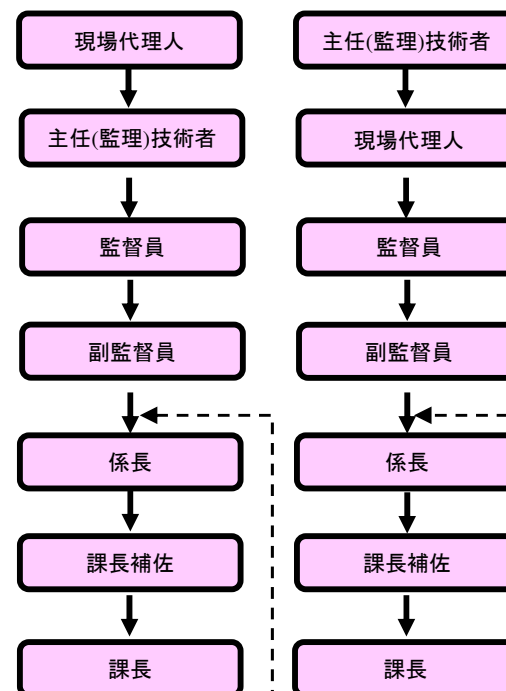 現場代理人
主任(監理)技術者
監督員
副監督員
係長
課長補佐
課長
主任(監理)技術者
現場代理人
監督員
副監督員
係長
課長補佐
課長